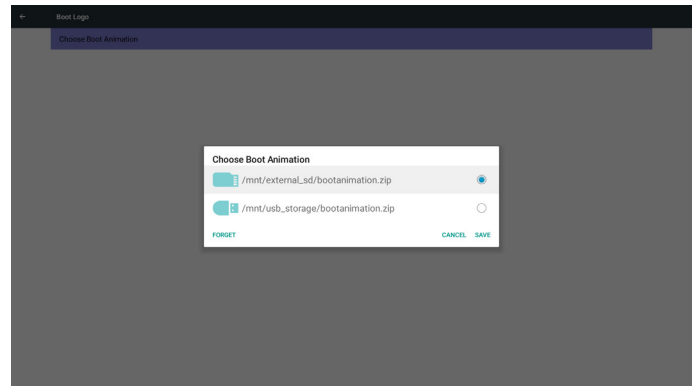 Boot Logo
Choose Boot Animation
Choose Boot Animation
/mnt/external_sd/bootanimation.zip
/mnt/usb_storage/bootanimation.zip
FORGET CANCEL SAVE